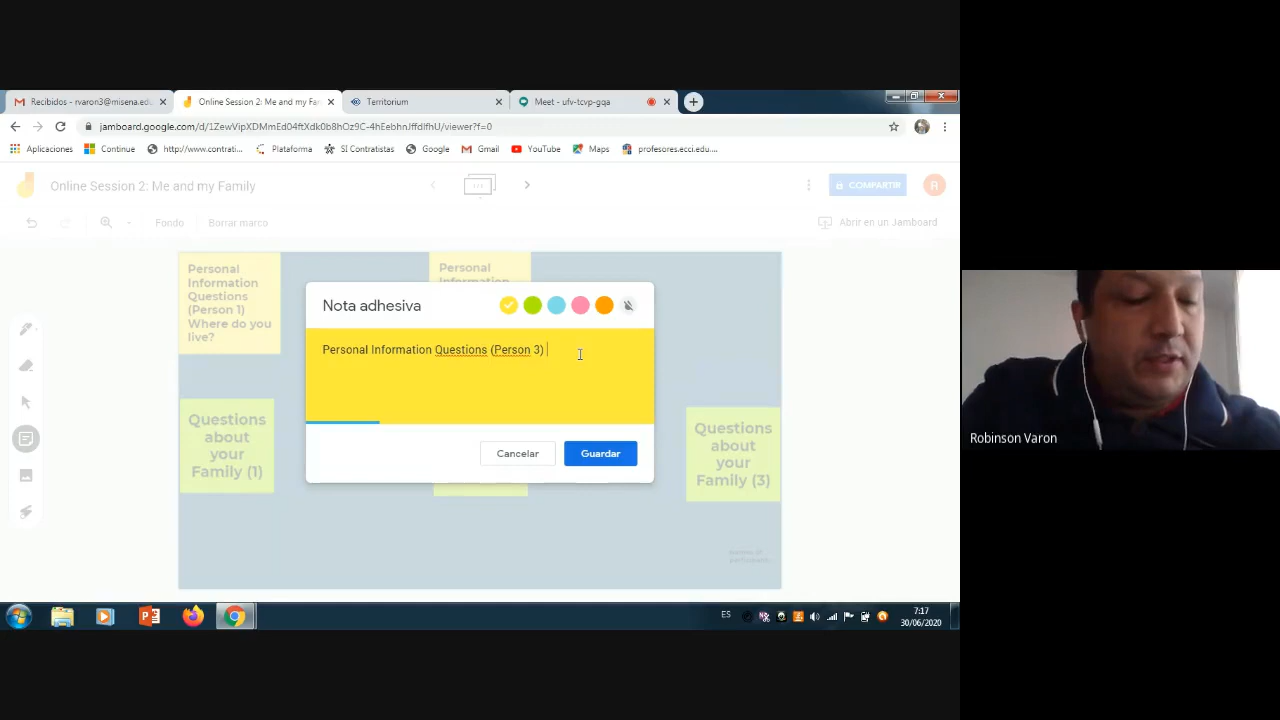 Recibidos - rvaron3@misena.edu
Online Session 2: Me and my Fa
Territorium
Meet - ufv-tcvp-gqa
jamboard.google.com/d/1ZewVipXDMmEd04ftXdk0b8hOz9C-4hEebhnJffdlfhU/viewer?f=0
Aplicaciones
Continue
http://www.contrati...
Plataforma
SI Contratistas
Google
Gmail
YouTube
Maps
profesores.ecci.edu....
Online Session 2: Me and my Family
COMPARTIR
R
Fondo
Borrar marco
Abrir en un Jamboard
Personal
Information
Questions
(Person 1)
Where do you
live?
Personal
Information
Nota adhesiva
Personal Information Questions (Person 3)
Cancelar
Guardar
Questions
about
your
Family (1)
Questions
about
your
Family (3)
Robinson Varon
ES
7:17
30/06/2020